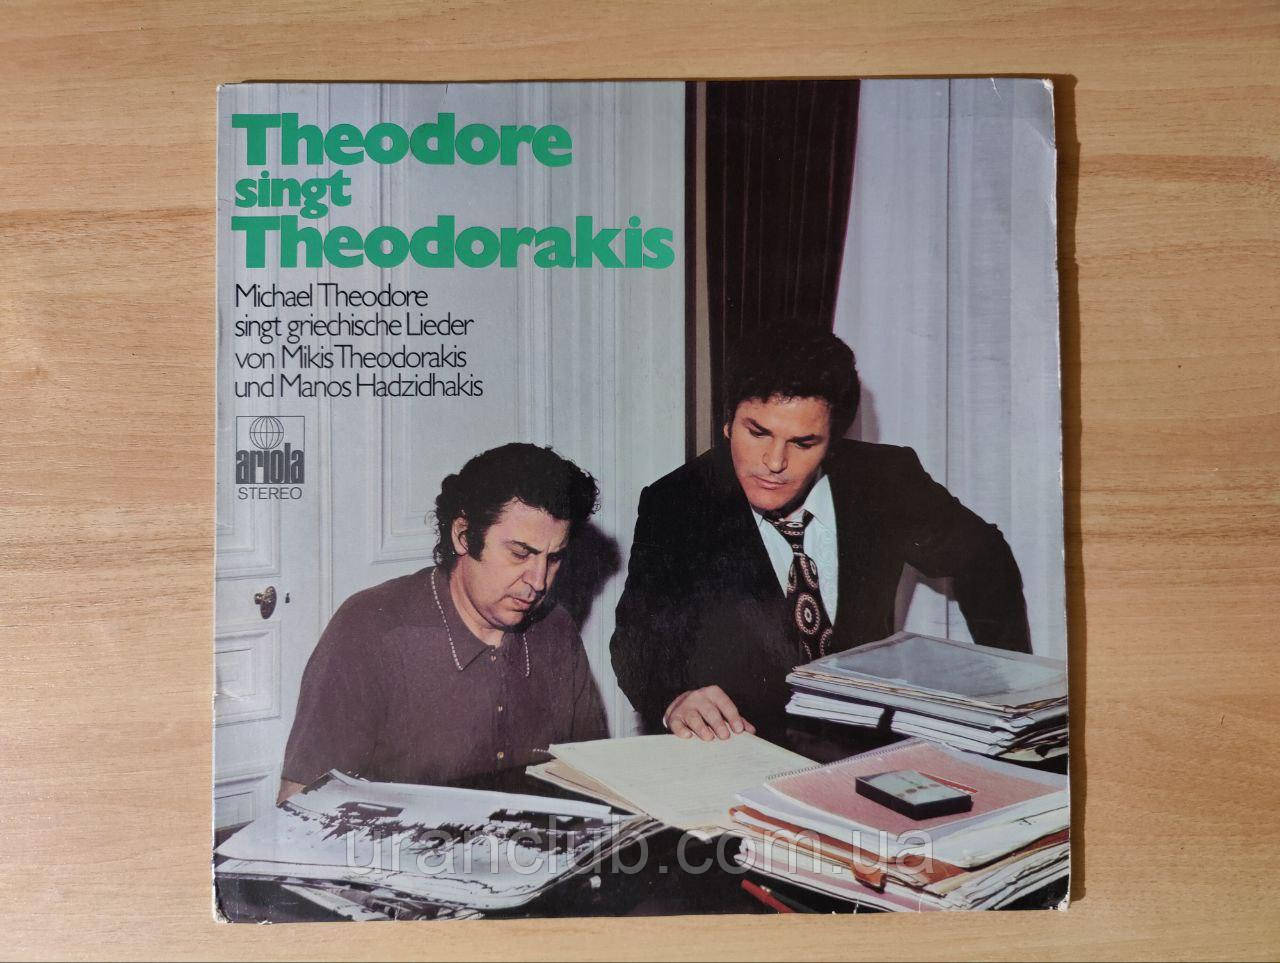 Theodore
singt
Theodorakis
Michael Theodore
singt griechische Lieder
von Mikis Theodorakis
und Manos Hadzidhakis
ariola
STEREO
uranclub.com.ua